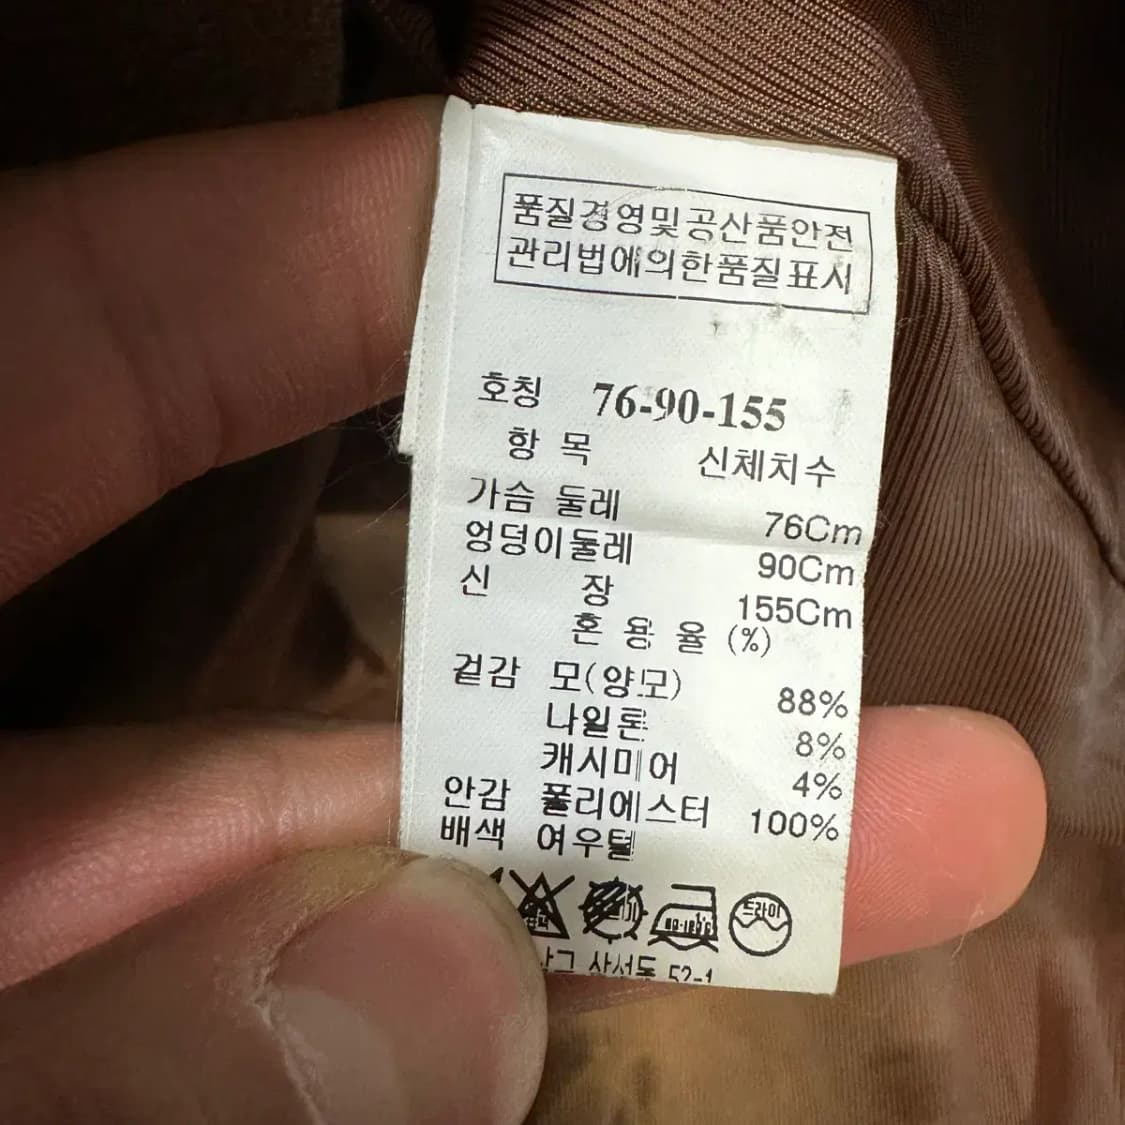 품질경영및공산품안전
관리법에의한품질표시
호칭 76-90-155
항 목 신체치수
가슴 둘레 76Cm
엉덩이둘레 90Cm
신 장 155Cm
혼 용 율 (%)
겉감 모(양모) 88%
나일론 8%
캐시미어 4%
안감 폴리에스터 100%
배색 여우털
드라이